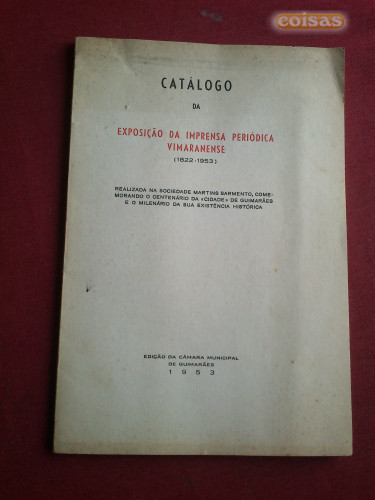 coisas
CATÁLOGO
DA
EXPOSIÇÃO DA IMPRENSA PERIÓDICA
VIMARANENSE
(1822-1953)
REALIZADA NA SOCIEDADE MARTINS SARMENTO, COME-
MORANDO O CENTENÁRIO DA «CIDADE» DE GUIMARÃES
E O MILENÁRIO DA SUA EXISTÊNCIA HISTÓRICA
EDIÇÃO DA CÂMARA MUNICIPAL
DE GUIMARÃES
1953